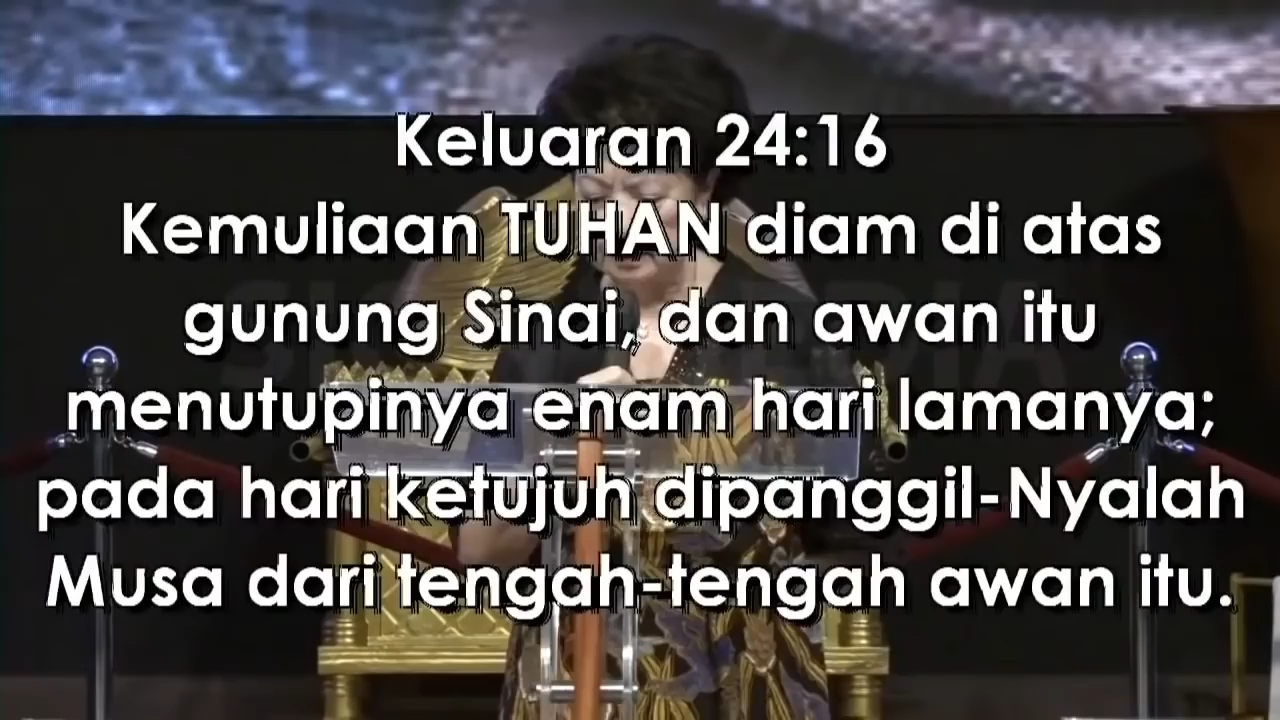 Keluaran 24:16
Kemuliaan TUHAN diam di atas
gunung Sinai, dan awan itu
menutupinya enam hari lamanya;
pada hari ketujuh dipanggil-Nyalah
Musa dari tengah-tengah awan itu.